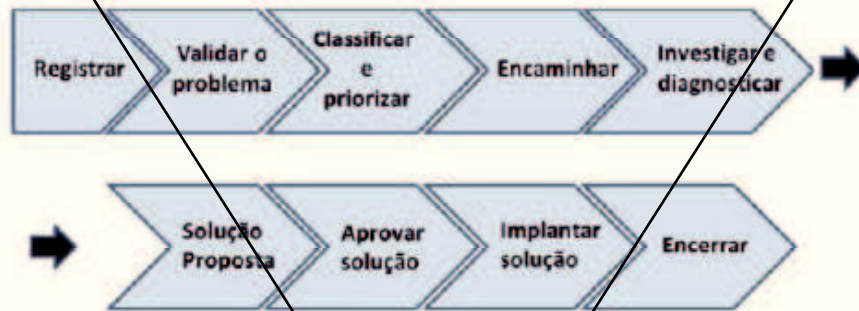 Registrar
Validar o
problema
Classificar
e
priorizar
Encaminhar
Investigar e
diagnosticar
Solução
Proposta
Aprovar
solução
Implantar
solução
Encerrar